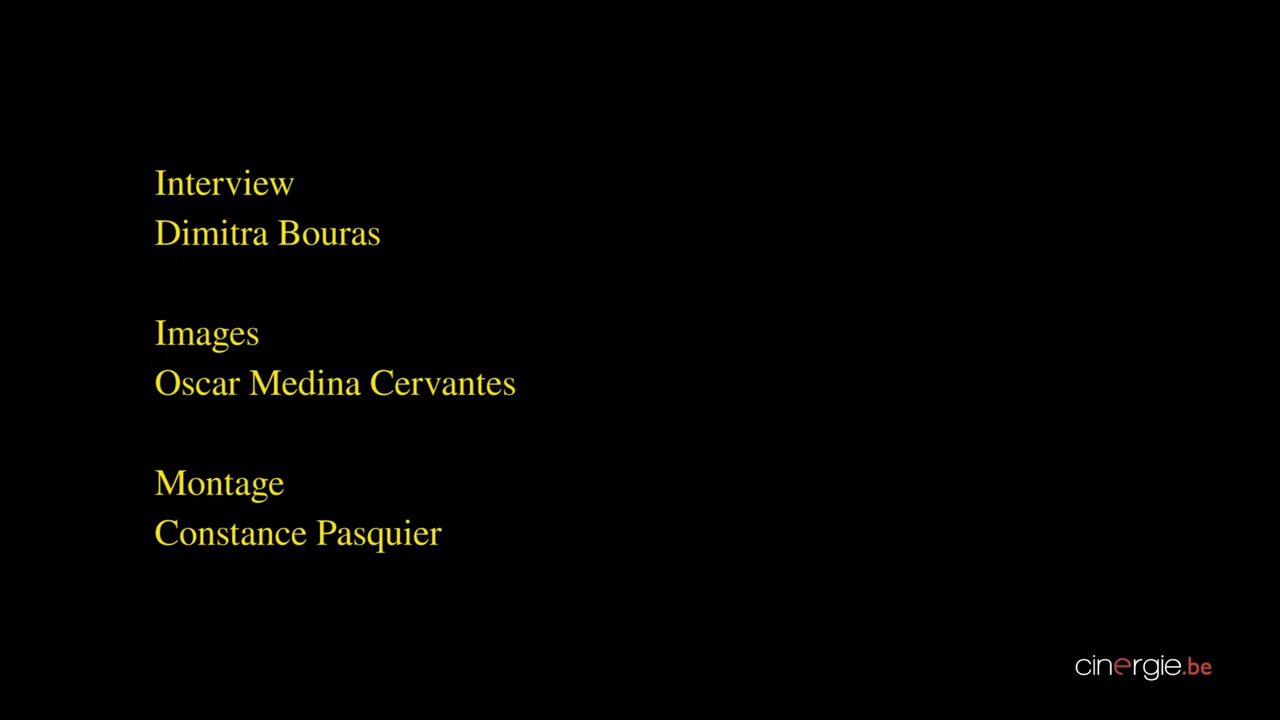 Interview
Dimitra Bouras
Images
Oscar Medina Cervantes
Montage
Constance Pasquier
cinergie.be